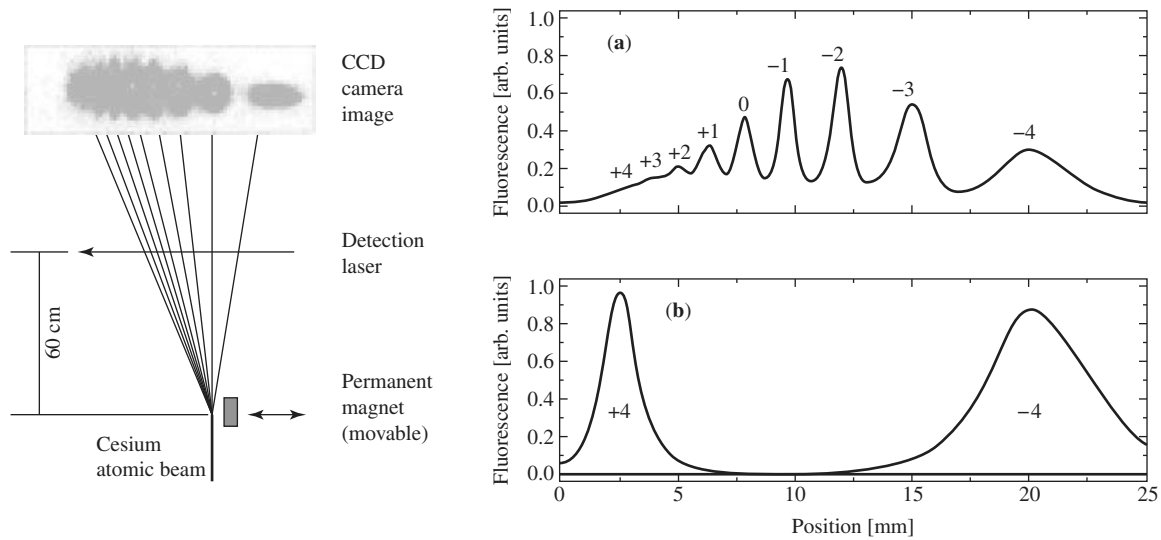 CCD
camera
image
Detection
laser
60 cm
Permanent
magnet
(movable)
Cesium
atomic beam
(a)
Fluorescence [arb. units]
1.0
0.8
0.6
0.4
0.2
0.0
+4
+3
+2
+1
0
−1
−2
−3
−4
(b)
Fluorescence [arb. units]
1.0
0.8
0.6
0.4
0.2
0.0
+4
−4
0
5
10
15
20
25
Position [mm]